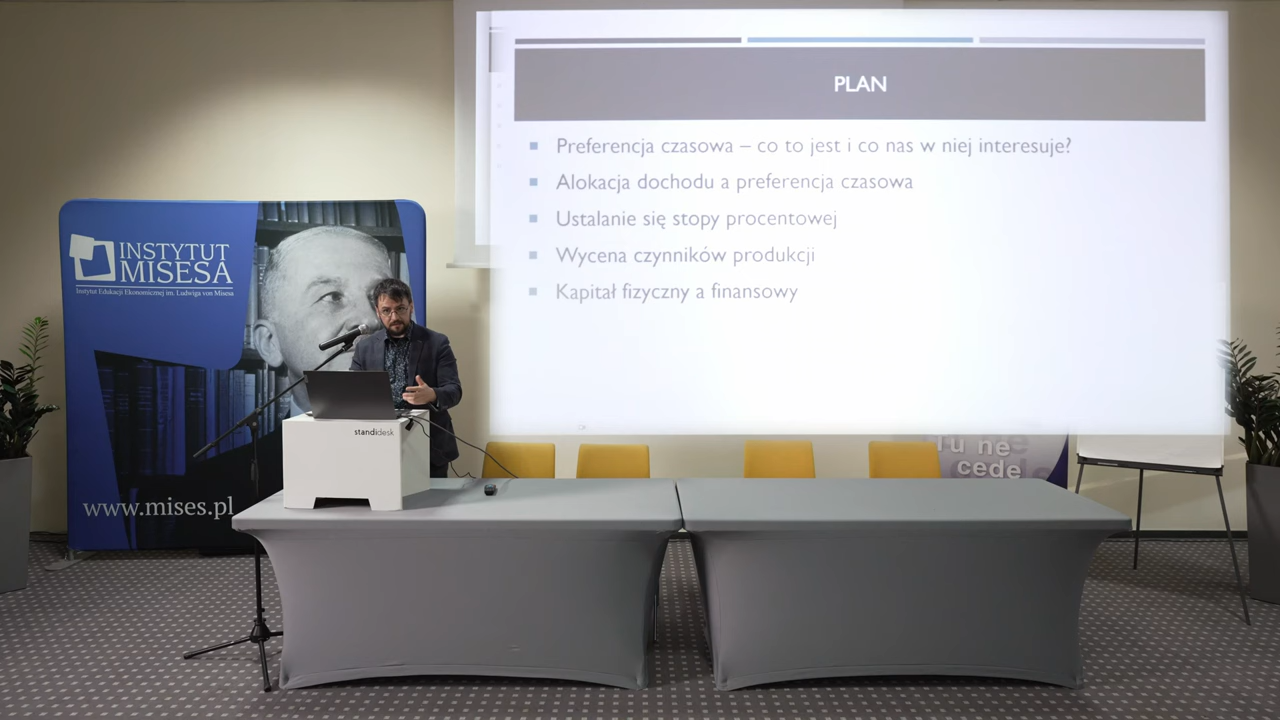 PLAN
Preferencja czasowa – co to jest i co nas w niej interesuje?
Alokacja dochodu a preferencja czasowa
Ustalanie się stopy procentowej
Wycena czynników produkcji
Kapitał fizyczny a finansowy
INSTYTUT
MISESA
Instytut Edukacji Ekonomicznej im. Ludwiga von Misesa
www.mises.pl
standidesk
Tu ne
cede